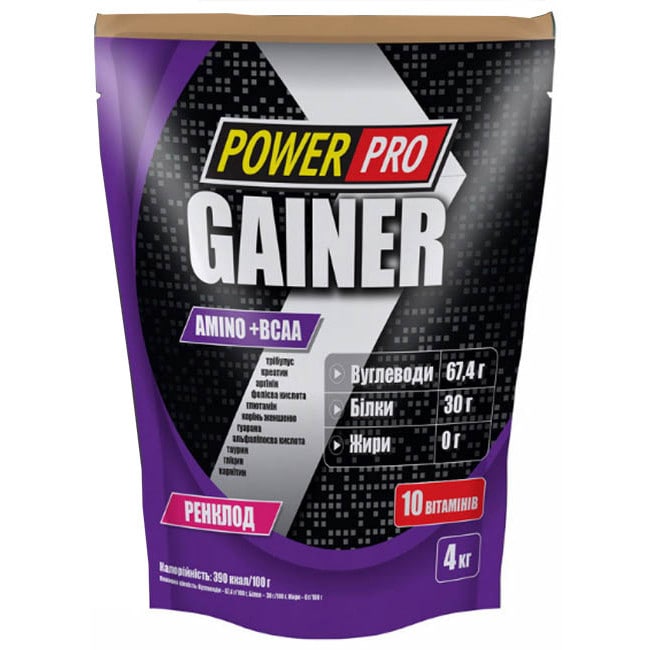 POWER PRO
GAINER
AMINO +BCAA
трібулус
креатин
аргінін
фолієва кислота
глютамін
корінь женшеню
гуарана
альфаліпоєва кислота
таурин
гліцин
карнітин
Вуглеводи 67,4 г
Білки 30 г
Жири 0 г
10 ВІТАМІНІВ
РЕНКЛОД
4 КГ
Калорійність: 390 ккал/100 г